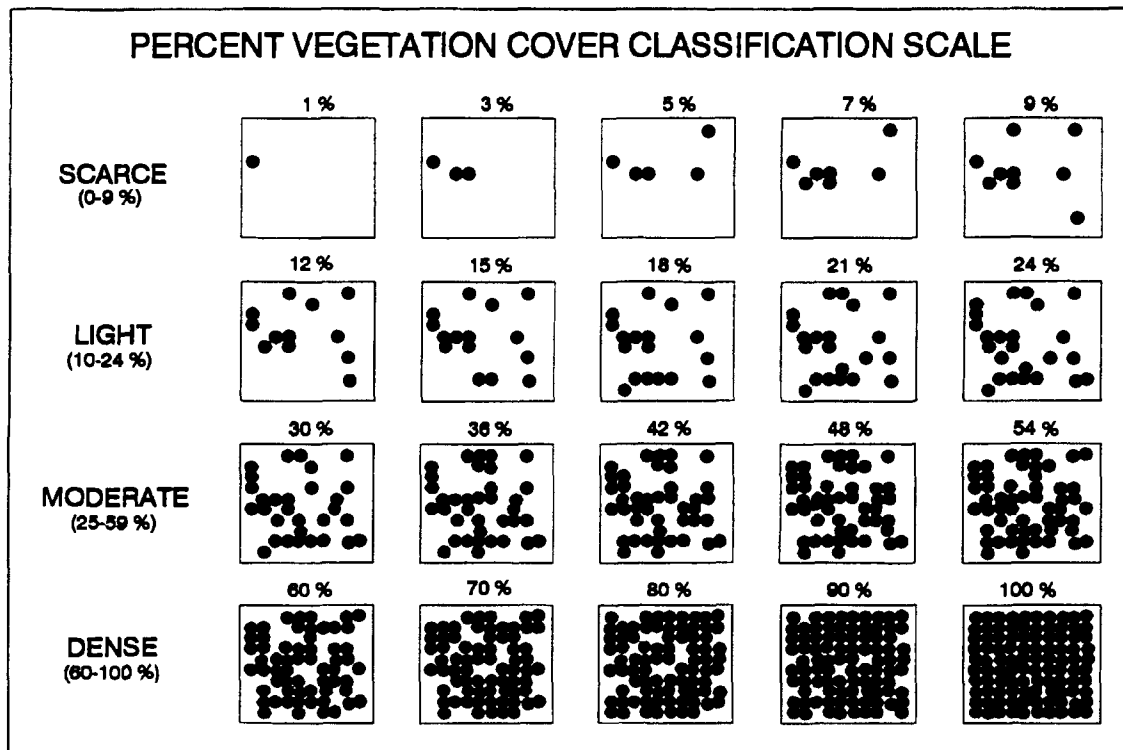 PERCENT VEGETATION COVER CLASSIFICATION SCALE
1 % 3 % 5 % 7 % 9 %
SCARCE
(0-9 %)
12 % 15 % 18 % 21 % 24 %
LIGHT
(10-24 %)
30 % 36 % 42 % 48 % 54 %
MODERATE
(25-59 %)
60 % 70 % 80 % 90 % 100 %
DENSE
(60-100 %)